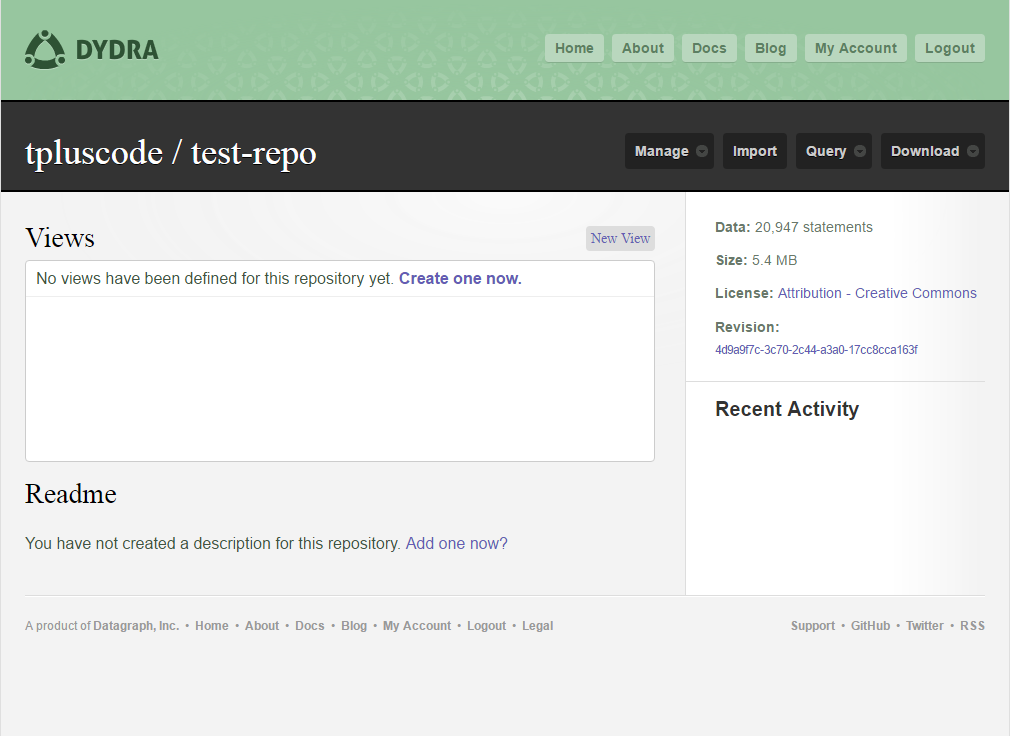 DYDRA
Home About Docs Blog My Account Logout
tpluscode / test-repo
Manage Import Query Download
Views
New View
No views have been defined for this repository yet. Create one now.
Readme
You have not created a description for this repository. Add one now?
Data: 20,947 statements
Size: 5.4 MB
License: Attribution - Creative Commons
Revision:
4d9a9f7c-3c70-2c44-a3a0-17cc8cca163f
Recent Activity
A product of Datagraph, Inc. • Home • About • Docs • Blog • My Account • Logout • Legal
Support • GitHub • Twitter • RSS